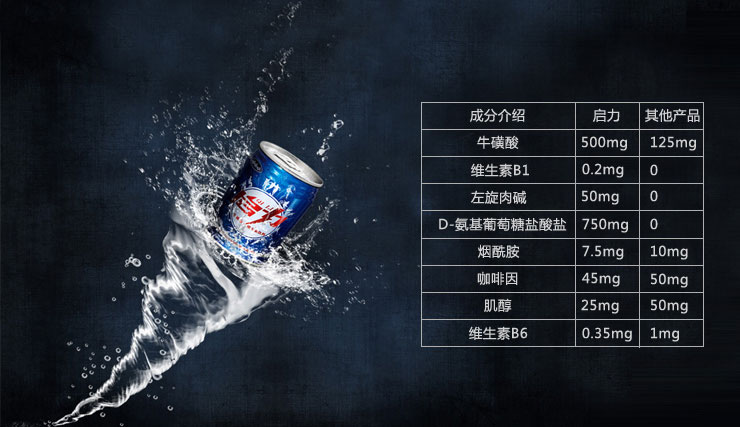 启力
成分介绍 启力 其他产品
牛磺酸 500mg 125mg
维生素B1 0.2mg 0
左旋肉碱 50mg 0
D-氨基葡萄糖盐酸盐 750mg 0
烟酰胺 7.5mg 10mg
咖啡因 45mg 50mg
肌醇 25mg 50mg
维生素B6 0.35mg 1mg